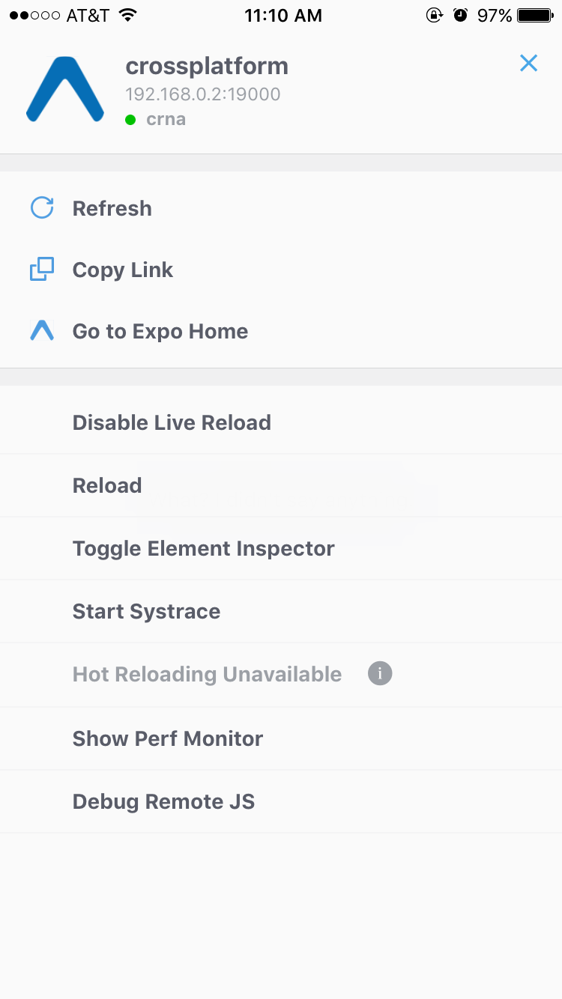 AT&T 11:10 AM 97%
crossplatform
192.168.0.2:19000
crna
Refresh
Copy Link
Go to Expo Home
Disable Live Reload
Reload
Toggle Element Inspector
Start Systrace
Hot Reloading Unavailable i
Show Perf Monitor
Debug Remote JS